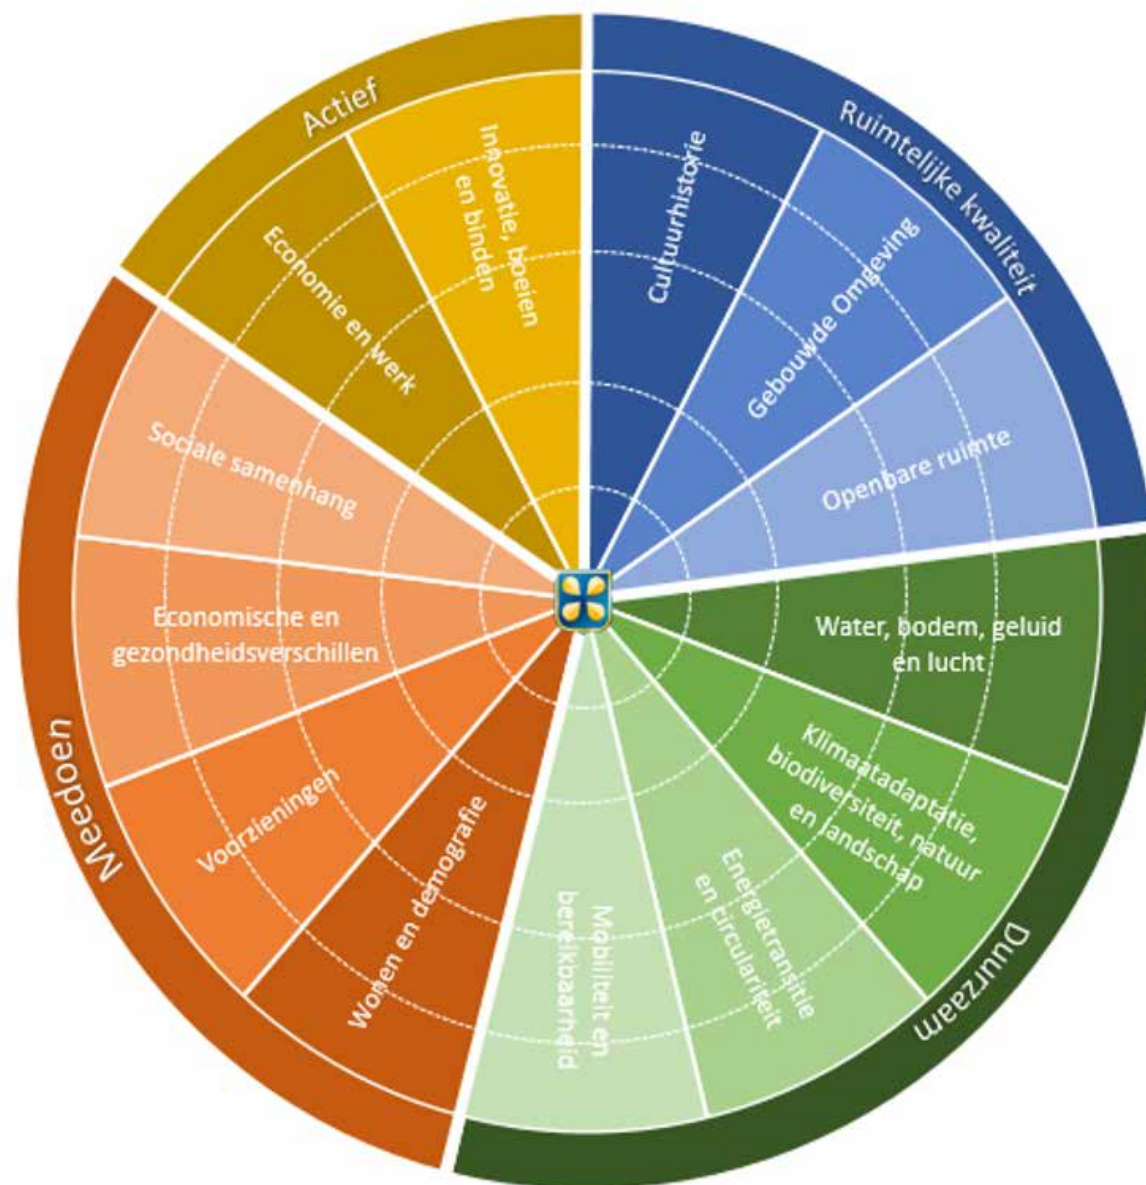 Actief
Innovatie, boeien
en binden
Economie en werk
Ruimtelijke kwaliteit
Cultuurhistorie
Gebouwde Omgeving
Openbare ruimte
Duurzaam
Water, bodem, geluid
en lucht
Klimaatadaptatie,
biodiversiteit, natuur
en landschap
Energietransitie
en circulariteit
Mobiliteit en
bereikbaarheid
Meedoen
Wonen en demografie
Voorzieningen
Economische en
gezondheidsverschillen
Sociale samenhang